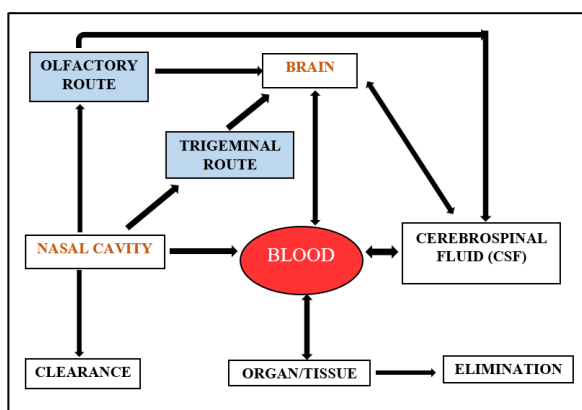 OLFACTORY
ROUTE
BRAIN
TRIGEMINAL
ROUTE
NASAL CAVITY
BLOOD
CEREBROSPINAL
FLUID (CSF)
CLEARANCE
ORGAN/TISSUE
ELIMINATION